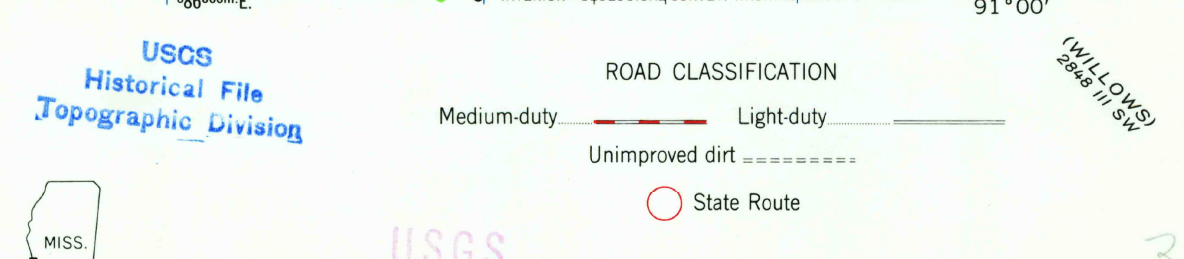 91°00'
USGS
Historical File
Topographic Division
ROAD CLASSIFICATION
Medium-duty
Light-duty
Unimproved dirt
State Route
(WILLOWS)
2848 III SW
MISS.
USGS